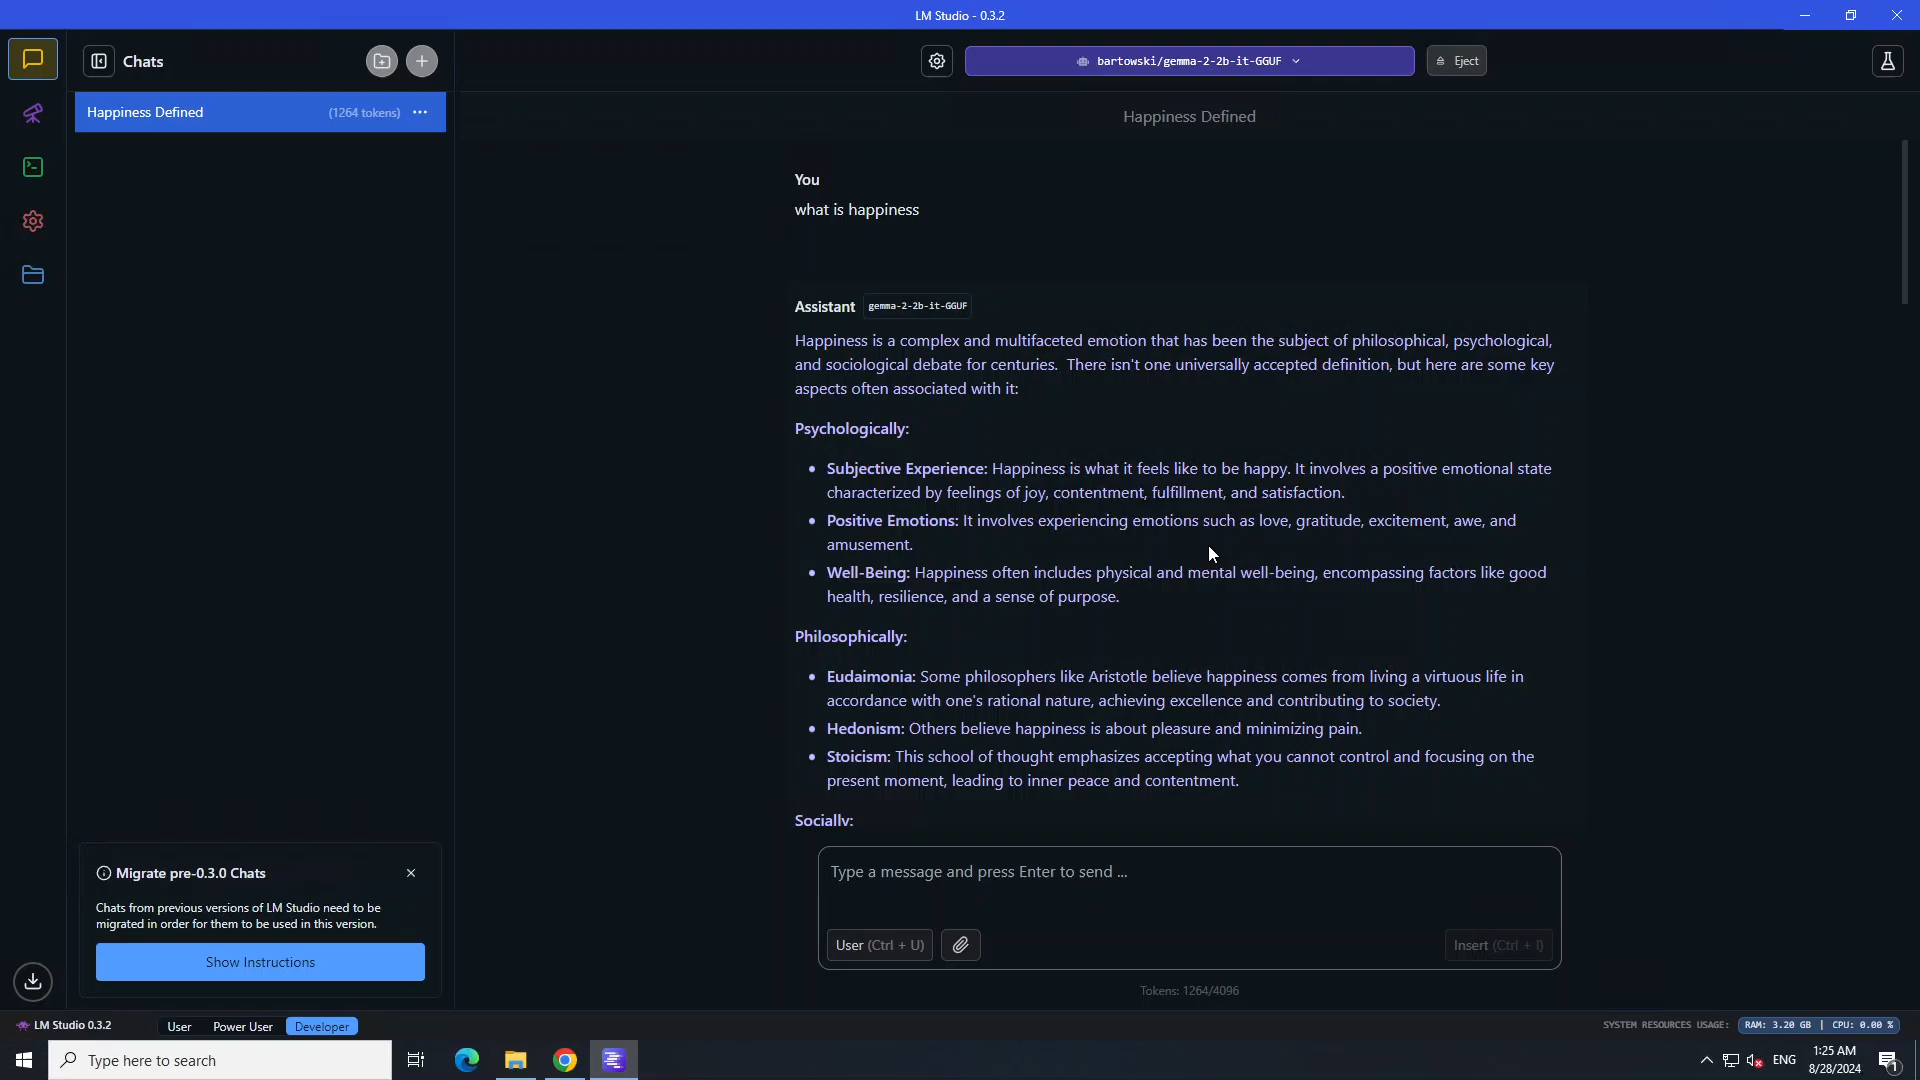 LM Studio - 0.3.2
Chats
bartowski/gemma-2-2b-it-GGUF
Eject
Happiness Defined
(1264 tokens)
Happiness Defined
You
what is happiness
Assistant gemma-2-2b-it-GGUF
Happiness is a complex and multifaceted emotion that has been the subject of philosophical, psychological,
and sociological debate for centuries. There isn't one universally accepted definition, but here are some key
aspects often associated with it:
Psychologically:
• Subjective Experience: Happiness is what it feels like to be happy. It involves a positive emotional state
characterized by feelings of joy, contentment, fulfillment, and satisfaction.
• Positive Emotions: It involves experiencing emotions such as love, gratitude, excitement, awe, and
amusement.
• Well-Being: Happiness often includes physical and mental well-being, encompassing factors like good
health, resilience, and a sense of purpose.
Philosophically:
• Eudaimonia: Some philosophers like Aristotle believe happiness comes from living a virtuous life in
accordance with one's rational nature, achieving excellence and contributing to society.
• Hedonism: Others believe happiness is about pleasure and minimizing pain.
• Stoicism: This school of thought emphasizes accepting what you cannot control and focusing on the
present moment, leading to inner peace and contentment.
Socially:
Migrate pre-0.3.0 Chats
Chats from previous versions of LM Studio need to be
migrated in order for them to be used in this version.
Show Instructions
Type a message and press Enter to send ...
User (Ctrl + U)
Insert (Ctrl + I)
Tokens: 1264/4096
LM Studio 0.3.2
User
Power User
Developer
SYSTEM RESOURCES USAGE:
RAM: 3.20 GB | CPU: 0.00 %
Type here to search
ENG
1:25 AM
8/28/2024
1